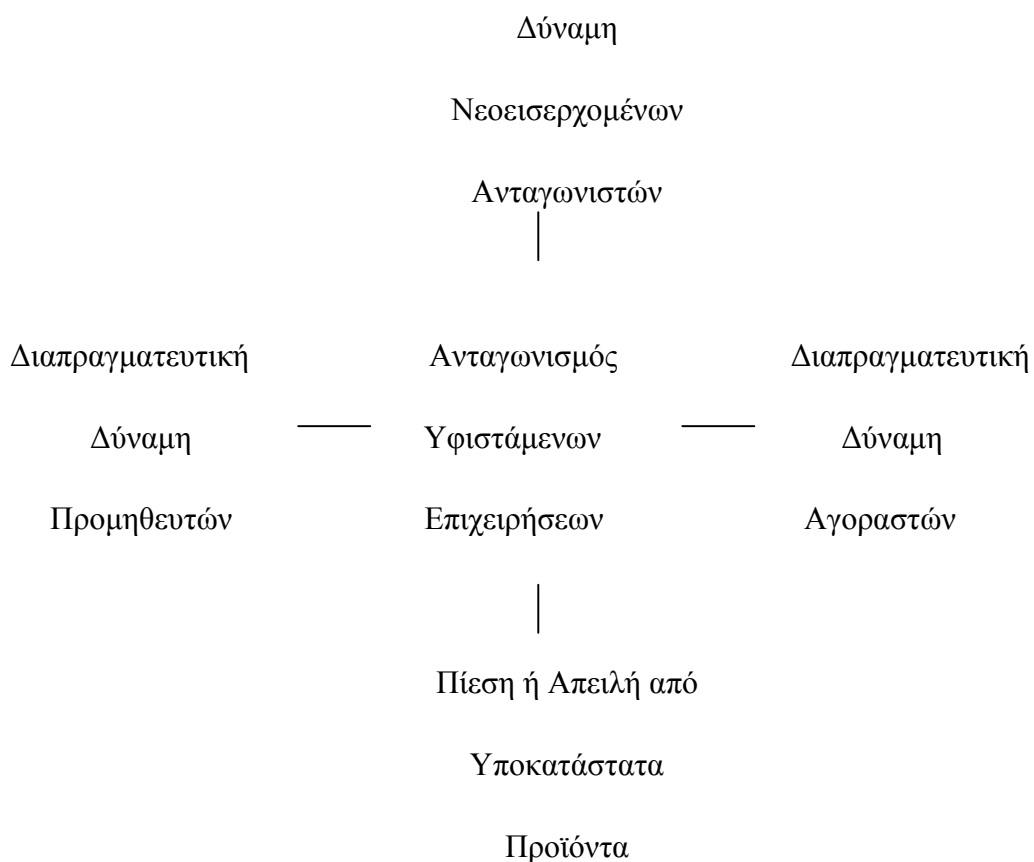 Δύναμη
Νεοεισερχομένων
Ανταγωνιστών
Διαπραγματευτική Ανταγωνισμός Διαπραγματευτική
Δύναμη Υφιστάμενων Δύναμη
Προμηθευτών Επιχειρήσεων Αγοραστών
Πίεση ή Απειλή από
Υποκατάστατα
Προϊόντα